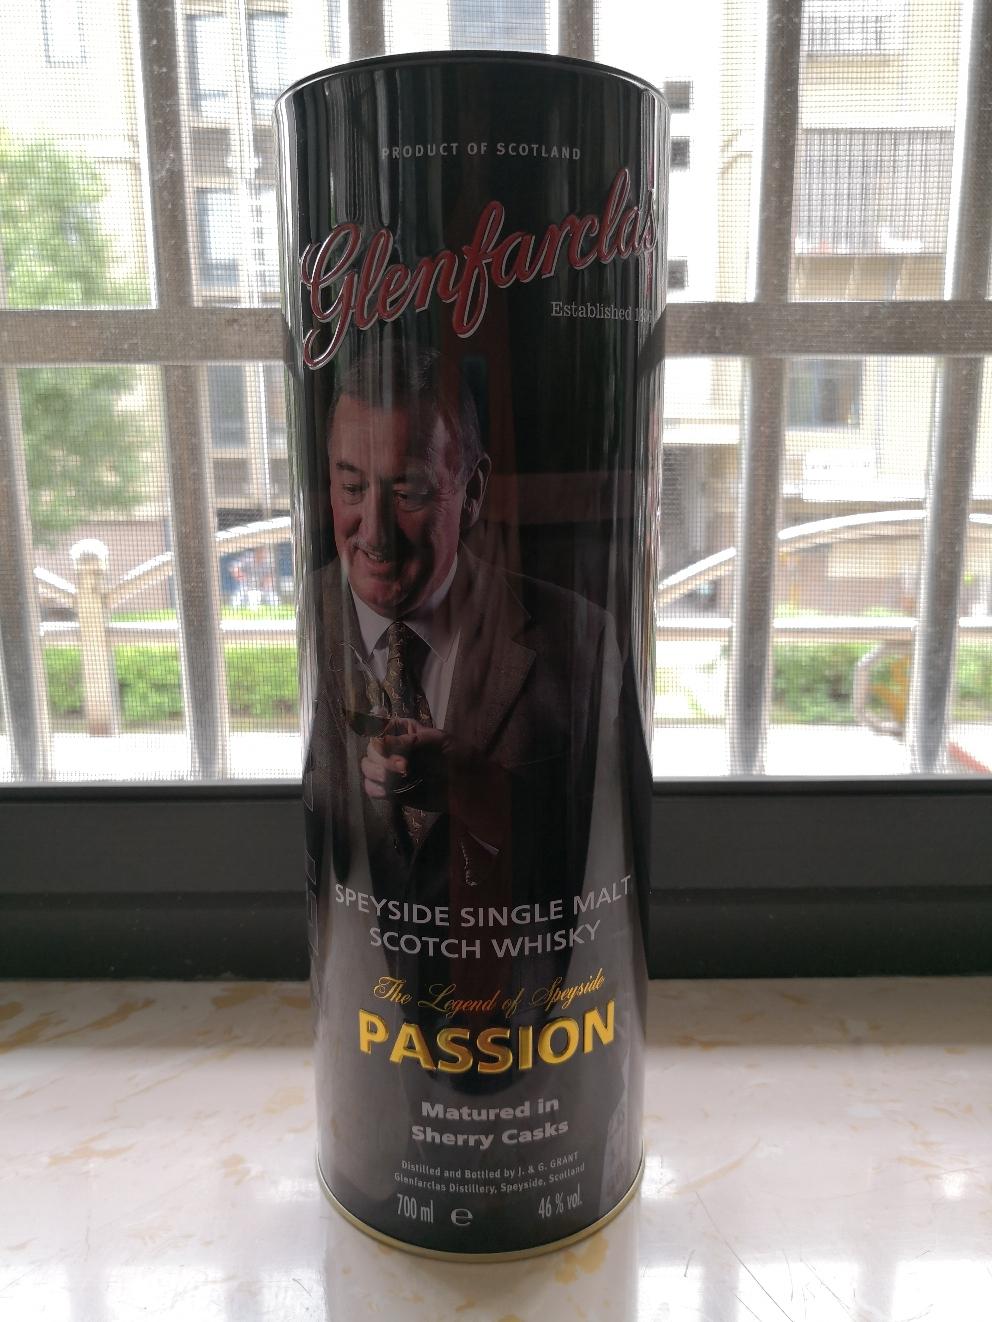 PRODUCT OF SCOTLAND
Glenfarclas
Established
SPEYSIDE SINGLE MALT
SCOTCH WHISKY
The Legend of Speyside
PASSION
Matured in
Sherry Casks
Distilled and Bottled by J. & G. GRANT
Glenfarclas Distillery, Speyside, Scotland
700 ml e 46 % vol.